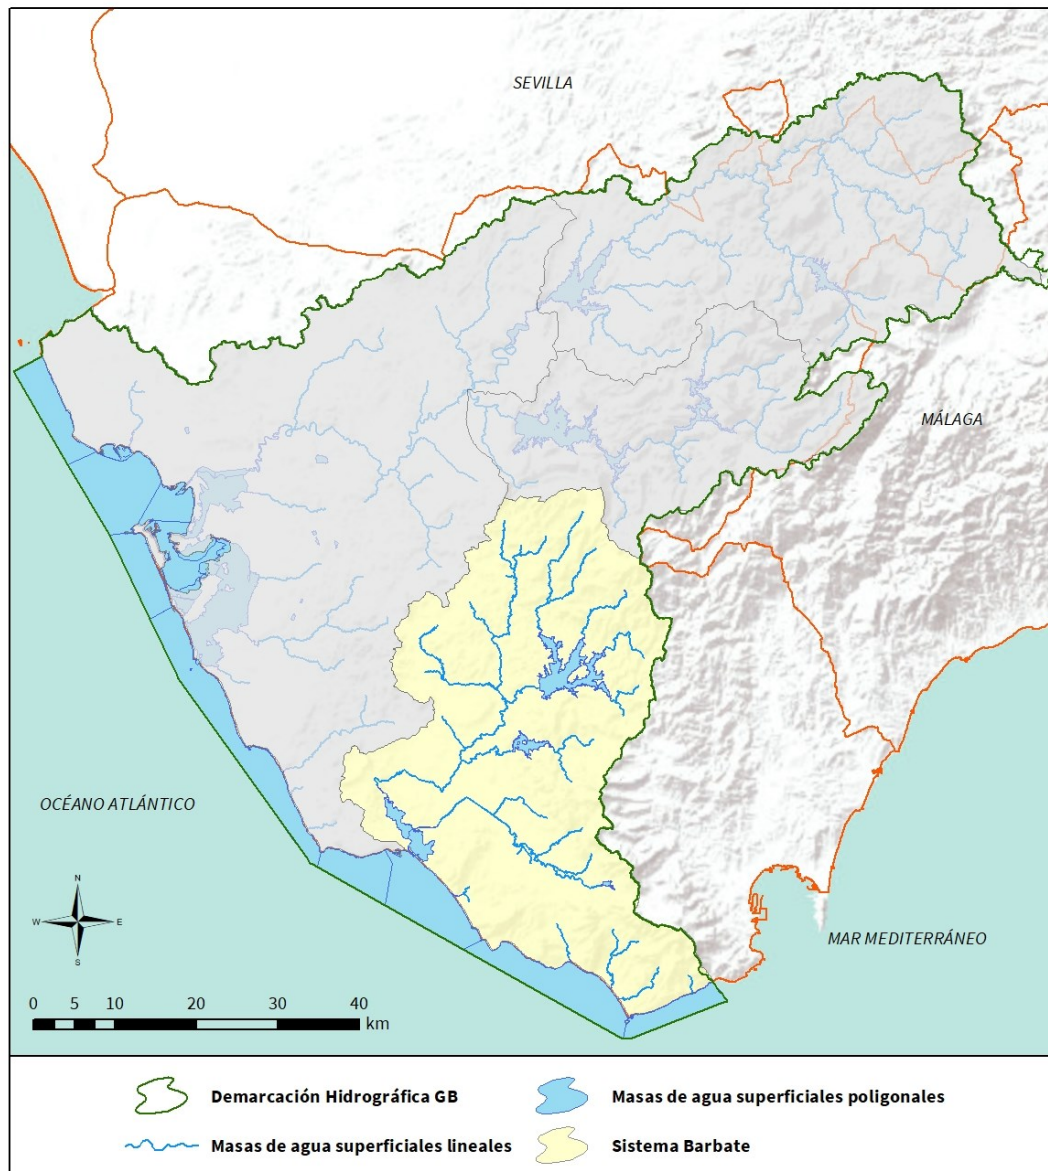 SEVILLA
MÁLAGA
OCÉANO ATLÁNTICO
N
W E
S
MAR MEDITERRÁNEO
0 5 10 20 30 40
km
Demarcación Hidrográfica GB
Masas de agua superficiales poligonales
Masas de agua superficiales lineales
Sistema Barbate